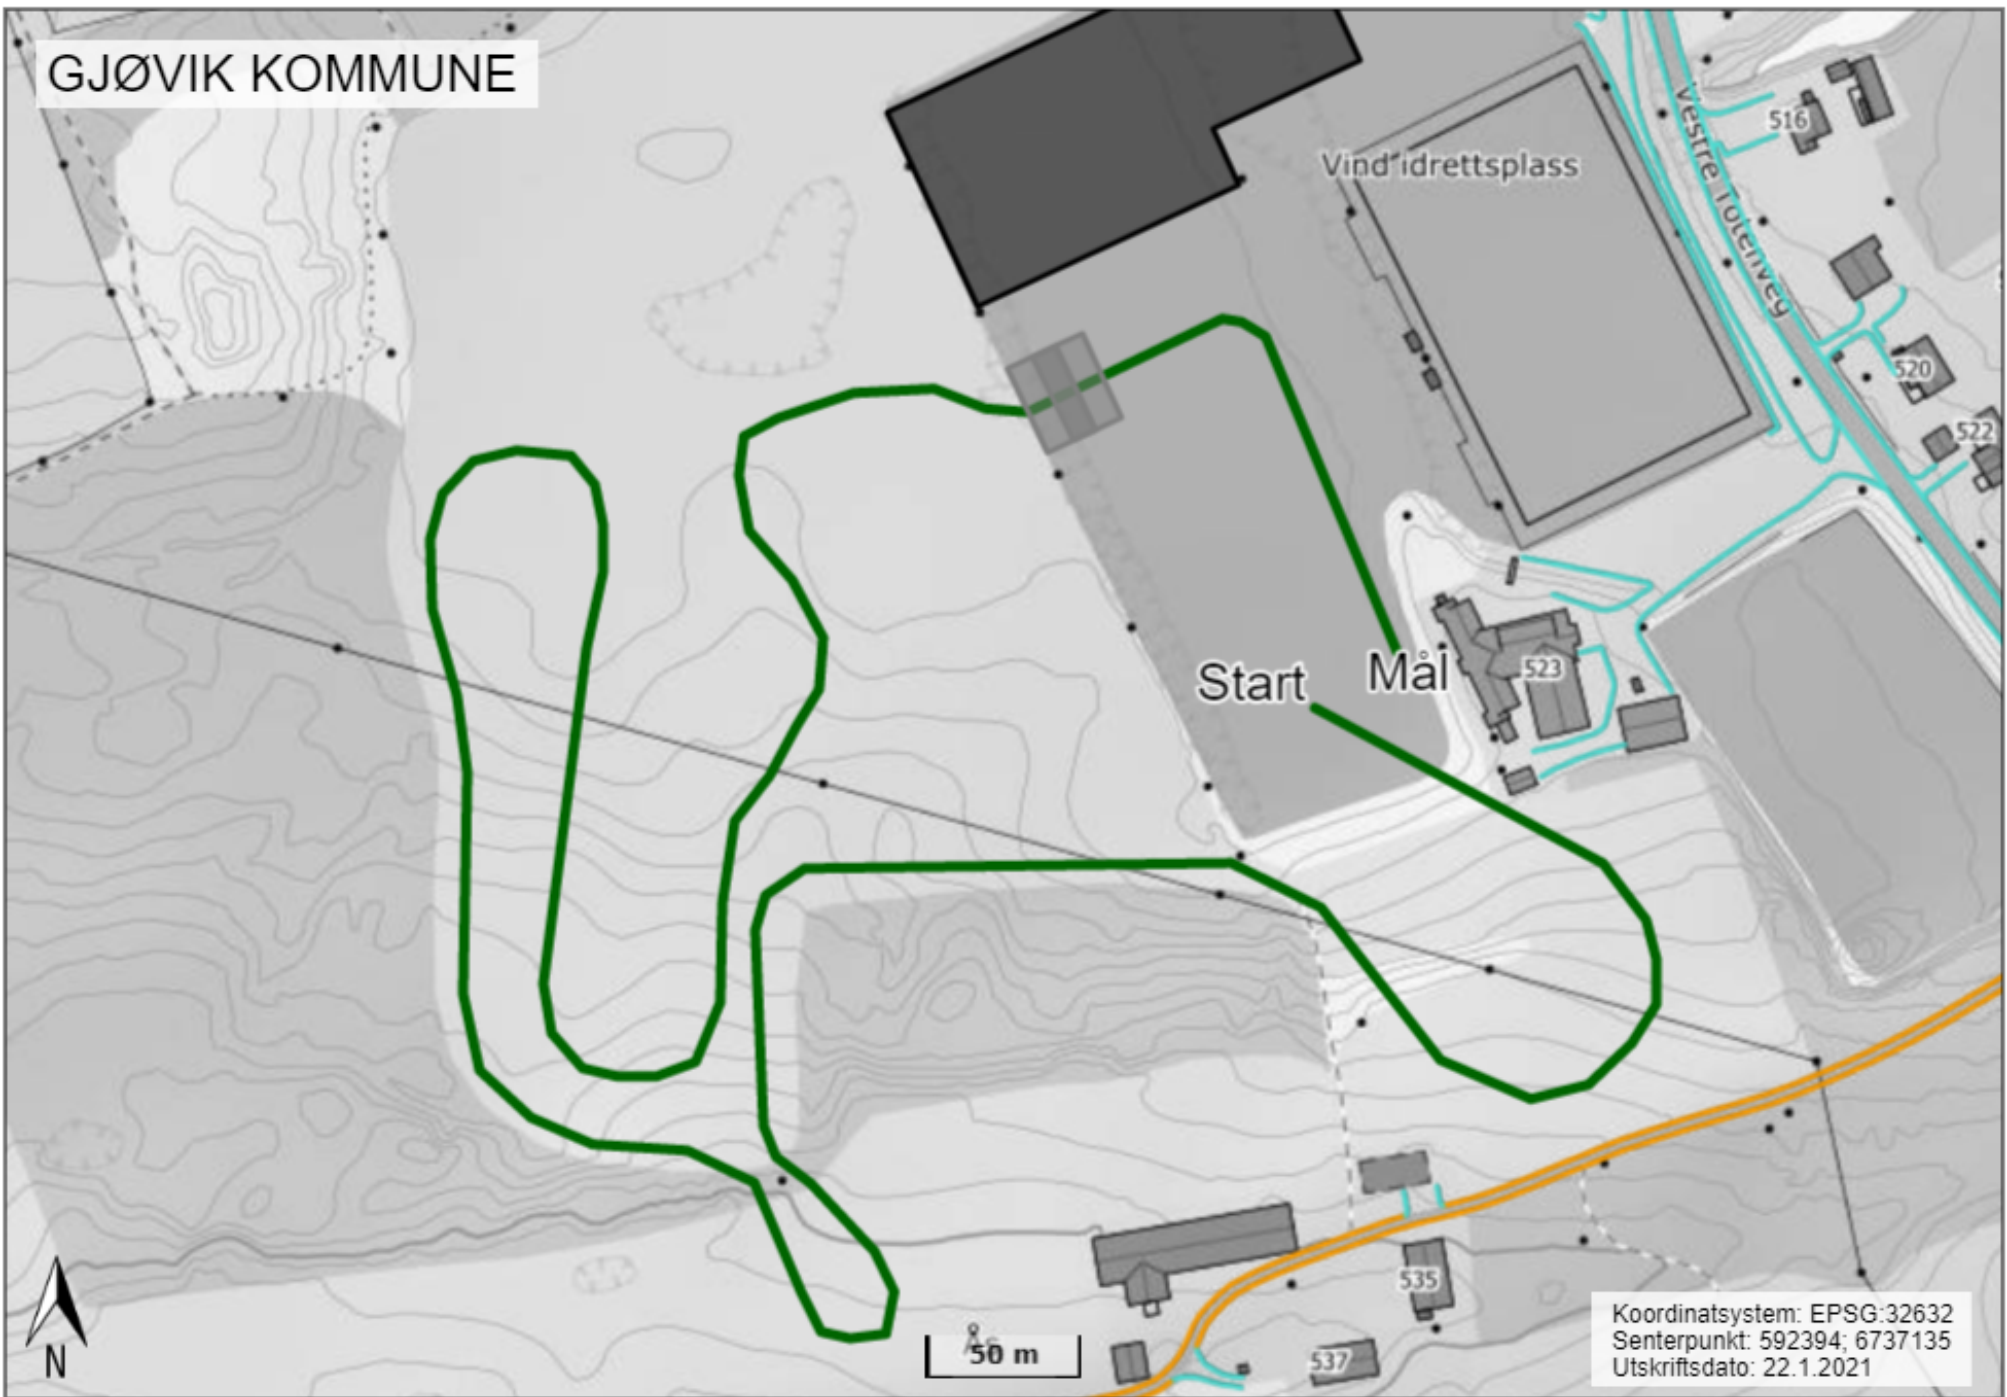 GJØVIK KOMMUNE
516
Vind idrettsplass
Vestre Totenveg
520
522
523
Start
Mål
535
537
Ås
50 m
N
Koordinatsystem: EPSG:32632
Senterpunkt: 592394; 6737135
Utskriftsdato: 22.1.2021